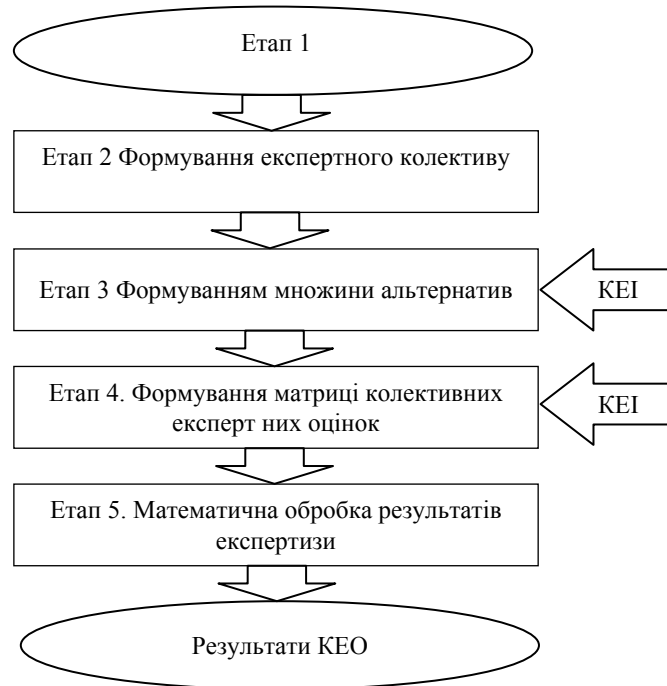 Етап 1
Етап 2 Формування експертного колективу
Етап 3 Формуванням множини альтернатив
КЕІ
Етап 4. Формування матриці колективних
експерт них оцінок
КЕІ
Етап 5. Математична обробка результатів
експертизи
Результати КЕО